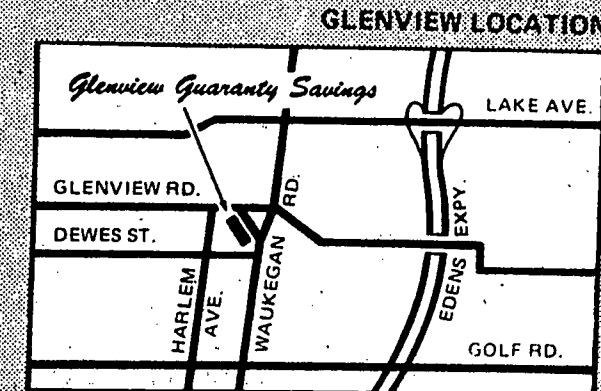 GLENVIEW LOCATION
Glenview Guaranty Savings
LAKE AVE.
GLENVIEW RD.
RD.
EXPY.
DEWES ST.
HARLEM
AVE.
WAUKEGAN
EDENS
GOLF RD.